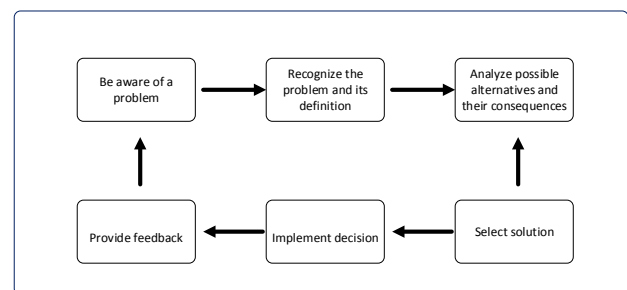 Be aware of a
problem
Recognize the
problem and its
definition
Analyze possible
alternatives and
their consequences
Provide feedback
Implement decision
Select solution